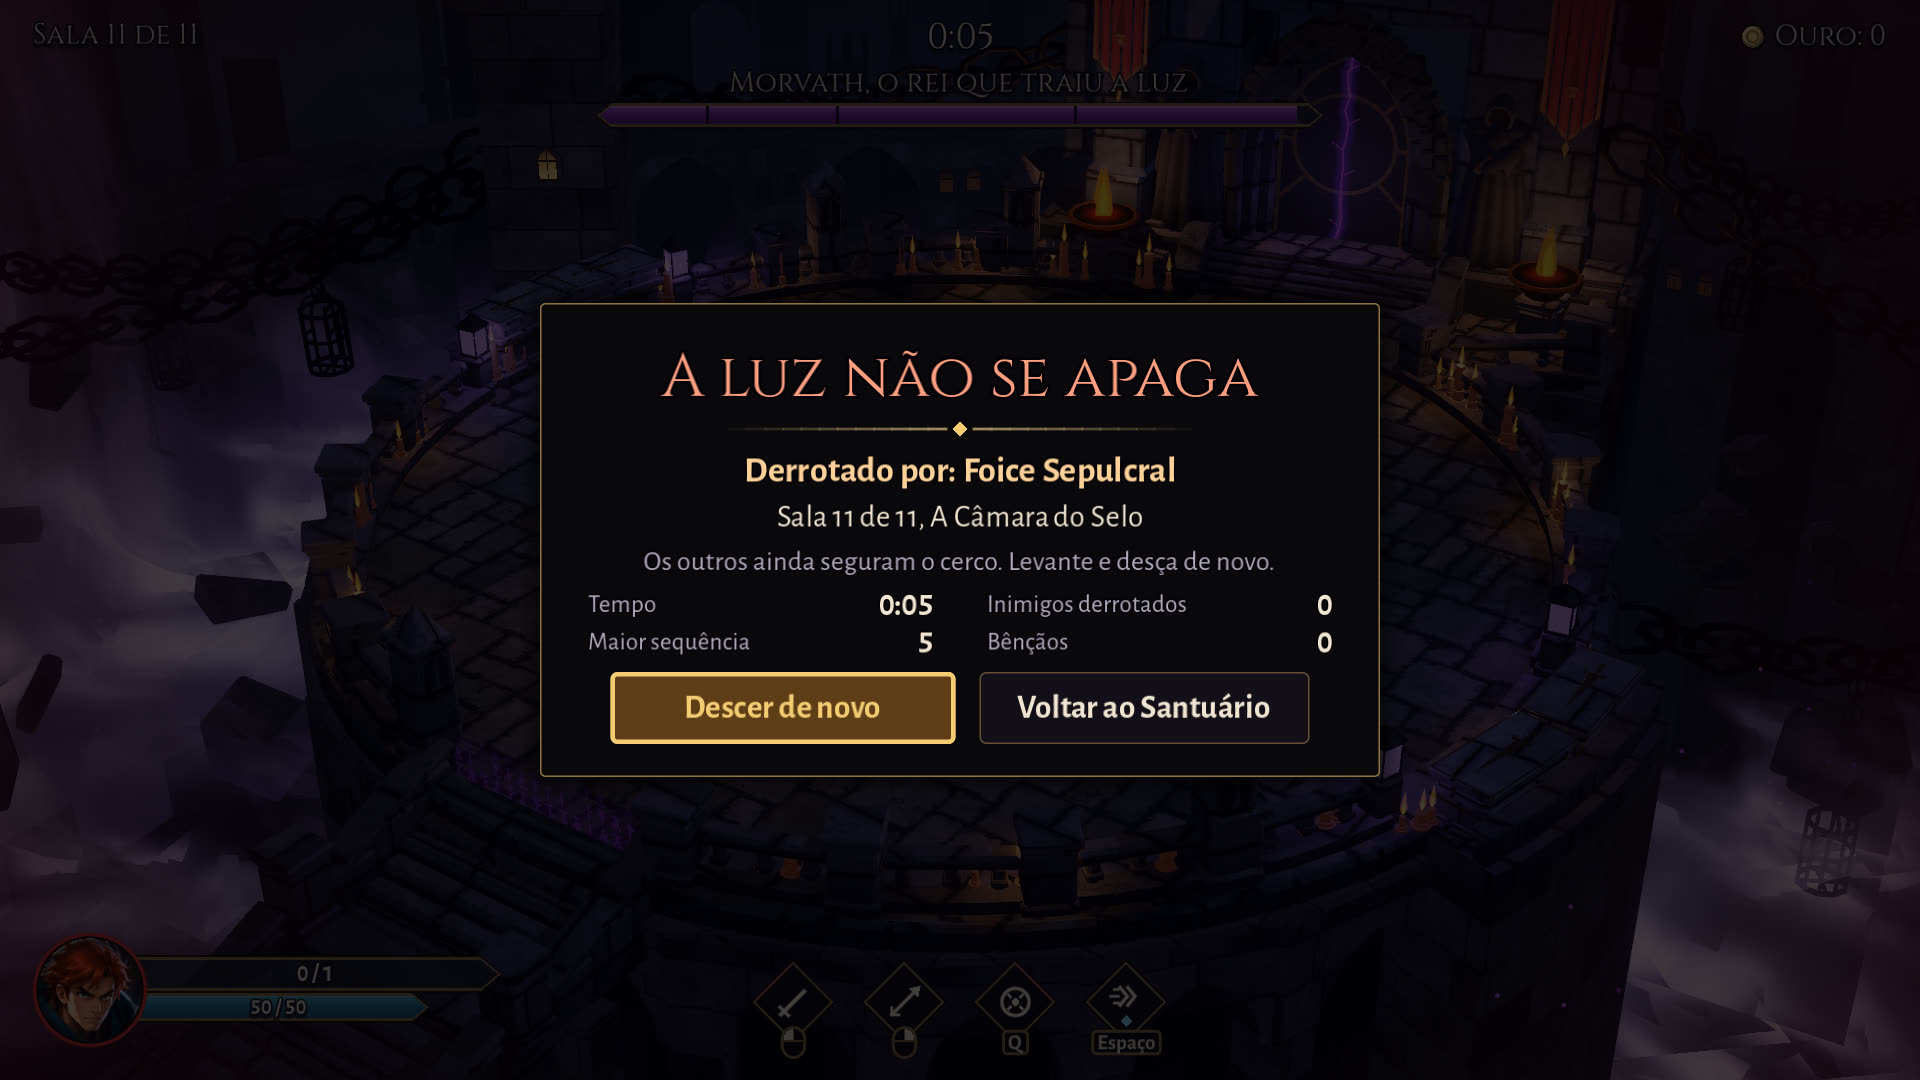 Sala 11 de 11
0:05
Ouro: 0
Morvath, o rei que traiu a luz
A luz não se apaga
Derrotado por: Foice Sepulcral
Sala 11 de 11, A Câmara do Selo
Os outros ainda seguram o cerco. Levante e desça de novo.
Tempo 0:05 Inimigos derrotados 0
Maior sequência 5 Bênçãos 0
Descer de novo Voltar ao Santuário
0/1
50/50
Q
Espaço